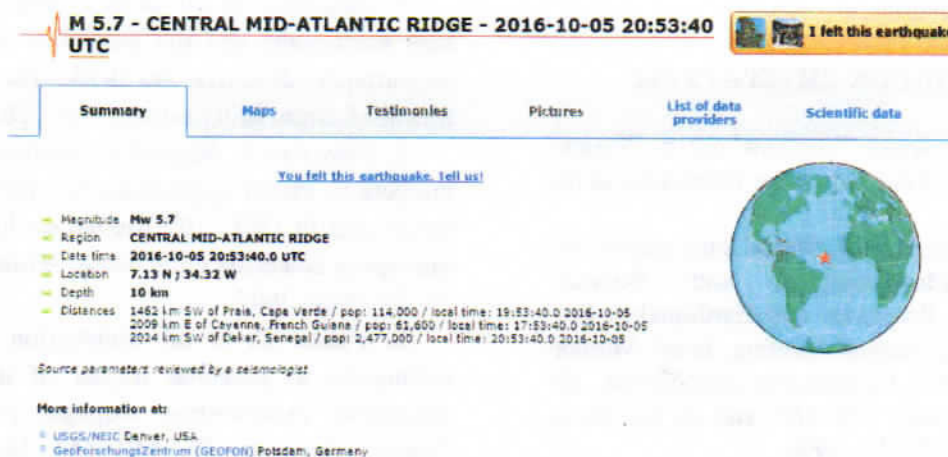 M 5.7 - CENTRAL MID-ATLANTIC RIDGE - 2016-10-05 20:53:40
UTC
I felt this earthquake
Summary
Maps
Testimonies
Pictures
List of data
providers
Scientific data
You felt this earthquake. Tell us!
Magnitude Mw 5.7
Region CENTRAL MID-ATLANTIC RIDGE
Date time 2016-10-05 20:53:40.0 UTC
Location 7.13 N ; 34.32 W
Depth 10 km
Distances 1462 km SW of Praia, Cape Verde / pop: 114,000 / local time: 19:53:40.0 2016-10-05
2009 km E of Cayenne, French Guiana / pop: 61,600 / local time: 17:53:40.0 2016-10-05
2024 km SW of Dakar, Senegal / pop: 2,477,000 / local time: 20:53:40.0 2016-10-05
Source parameters reviewed by a seismologist
More information at:
USGS/NEIC Denver, USA
GeoForschungsZentrum (GEOFON) Potsdam, Germany